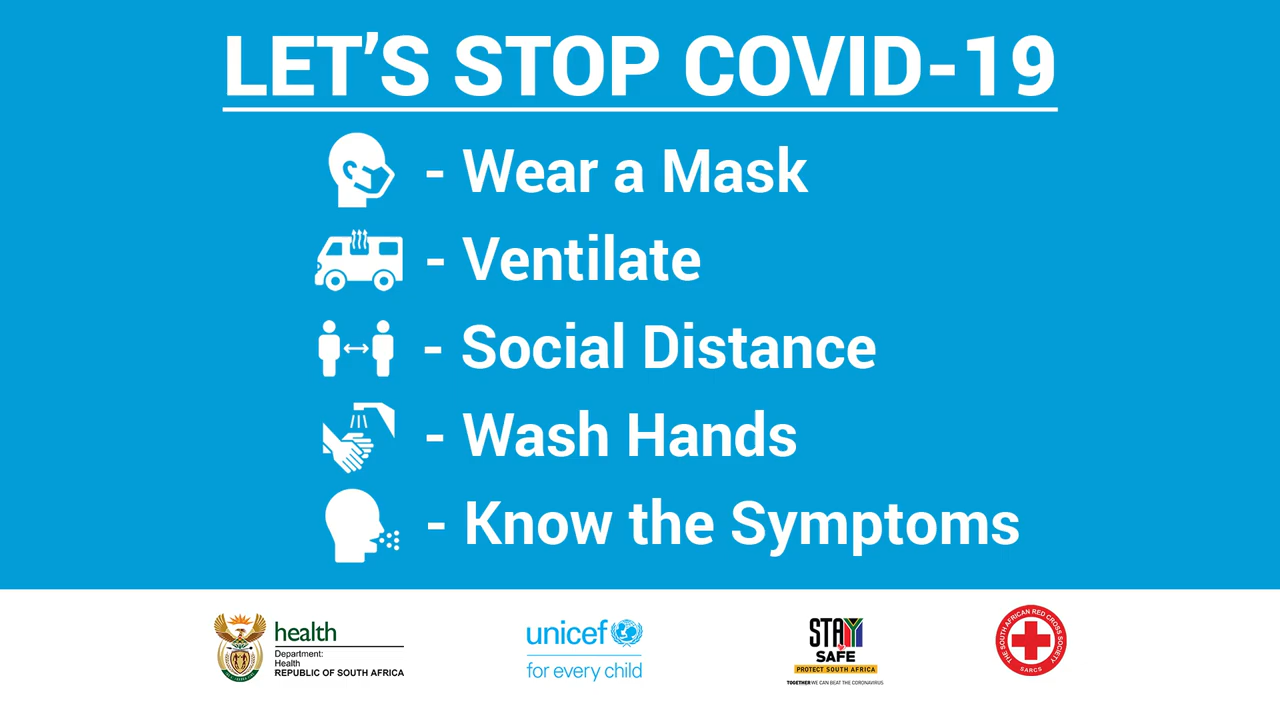 LET'S STOP COVID-19
- Wear a Mask
- Ventilate
- Social Distance
- Wash Hands
- Know the Symptoms
health
Department:
Health
REPUBLIC OF SOUTH AFRICA
unicef
for every child
STAY
SAFE
PROTECT SOUTH AFRICA
TOGETHER WE CAN BEAT THE CORONAVIRUS
THE SOUTH AFRICAN RED CROSS SOCIETY
SARCS